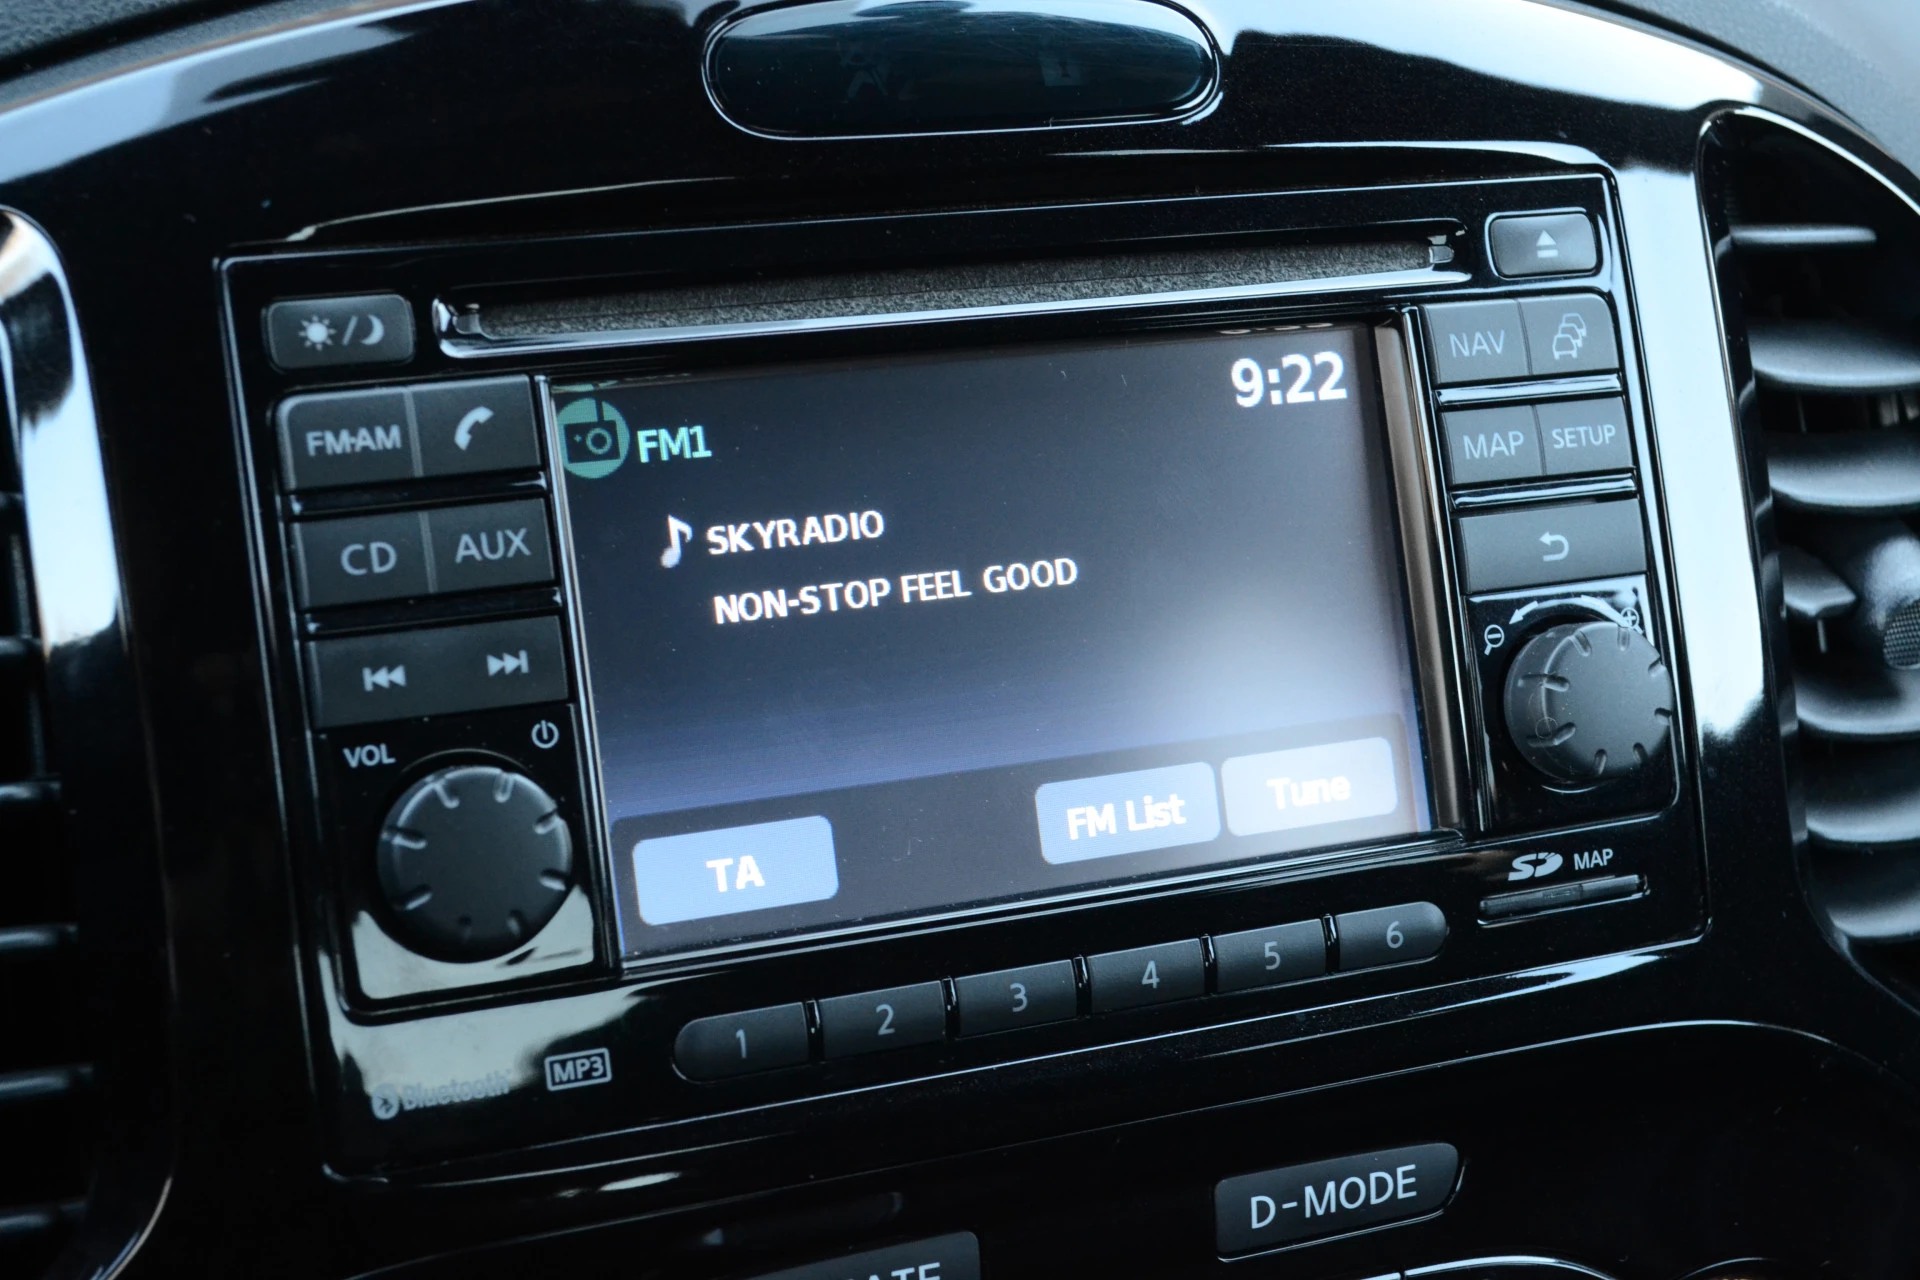 FM·AM
CD
AUX
VOL
9:22
FM1
SKYRADIO
NON-STOP FEEL GOOD
TA
FM List
Tune
NAV
MAP
SETUP
SD MAP
1 2 3 4 5 6
Bluetooth
MP3
D-MODE